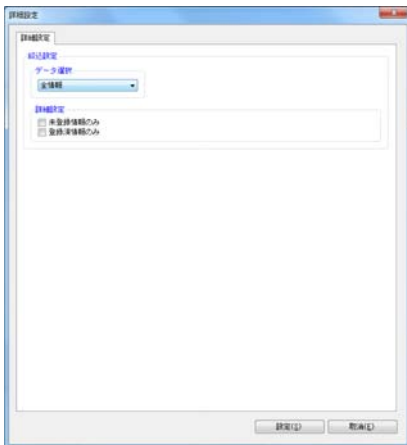 詳細設定
詳細設定
絞込設定
データ選択
全情報
詳細設定
未登録情報のみ
登録済情報のみ
設定(S)
取消(E)